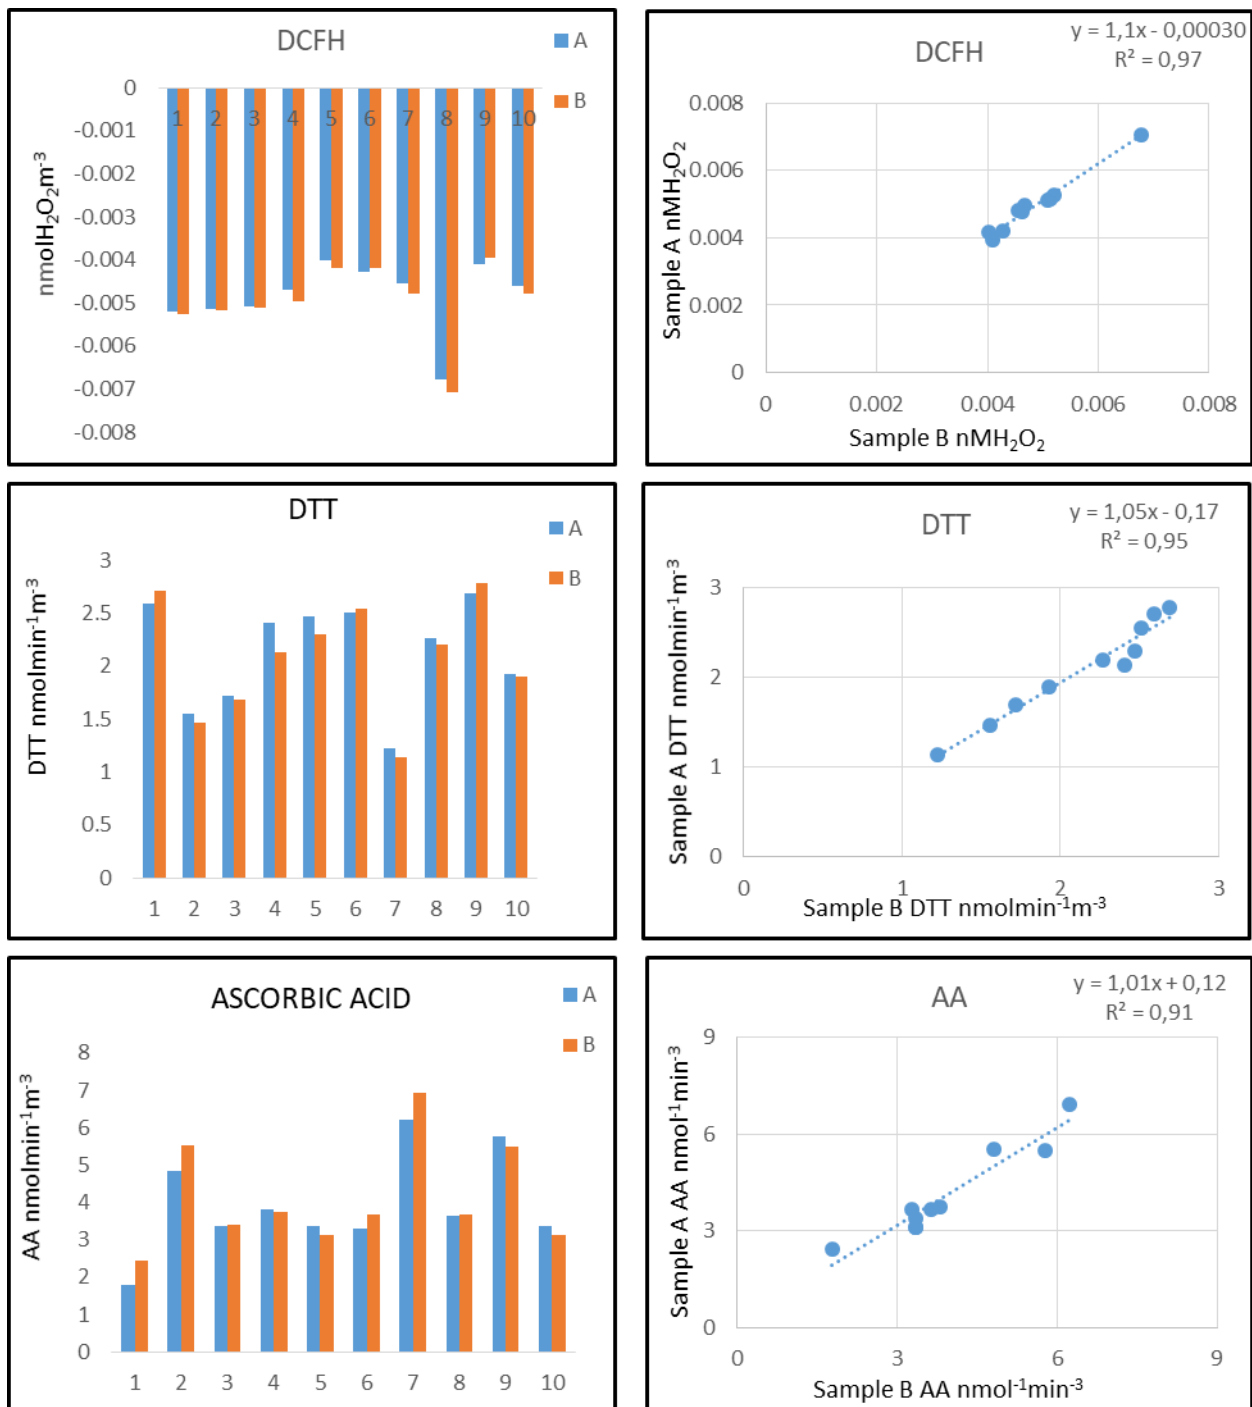 DCFH
A
B
0
-0.001
-0.002
-0.003
-0.004
-0.005
-0.006
-0.007
-0.008
1 2 3 4 5 6 7 8 9 10
nmolH₂O₂m⁻³
y = 1,1x - 0,00030
R² = 0,97
DCFH
0.008
0.006
0.004
0.002
0
0 0.002 0.004 0.006 0.008
Sample A nMH₂O₂
Sample B nMH₂O₂
DTT
A
B
3
2.5
2
1.5
1
0.5
0
1 2 3 4 5 6 7 8 9 10
DTT nmolmin⁻¹m⁻³
y = 1,05x - 0,17
R² = 0,95
DTT
3
2
1
0
0 1 2 3
Sample A DTT nmolmin⁻¹m⁻³
Sample B DTT nmolmin⁻¹m⁻³
ASCORBIC ACID
A
B
8
7
6
5
4
3
2
1
0
1 2 3 4 5 6 7 8 9 10
AA nmolmin⁻¹m⁻³
y = 1,01x + 0,12
R² = 0,91
AA
9
6
3
0
0 3 6 9
Sample A AA nmol⁻¹min⁻³
Sample B AA nmol⁻¹min⁻³